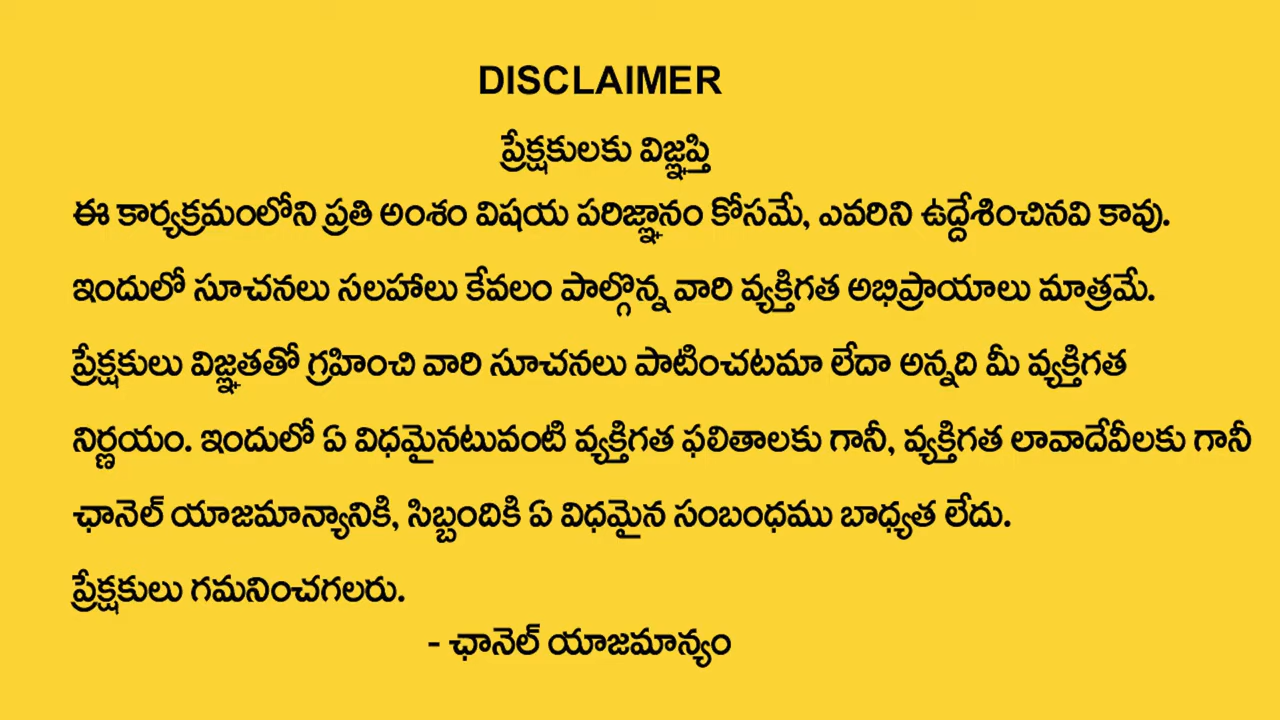 DISCLAIMER
ప్రేక్షకులకు విజ్ఞప్తి
ఈ కార్యక్రమంలోని ప్రతి అంశం విషయ పరిజ్ఞానం కోసమే, ఎవరిని ఉద్దేశించినవి కావు.
ఇందులో సూచనలు సలహాలు కేవలం పాల్గొన్న వారి వ్యక్తిగత అభిప్రాయాలు మాత్రమే.
ప్రేక్షకులు విజ్ఞతతో గ్రహించి వారి సూచనలు పాటించటమా లేదా అన్నది మీ వ్యక్తిగత
నిర్ణయం. ఇందులో ఏ విధమైనటువంటి వ్యక్తిగత ఫలితాలకు గానీ, వ్యక్తిగత లావాదేవీలకు గానీ
ఛానెల్ యాజమాన్యానికి, సిబ్బందికి ఏ విధమైన సంబంధము బాధ్యత లేదు.
ప్రేక్షకులు గమనించగలరు.
- ఛానెల్ యాజమాన్యం